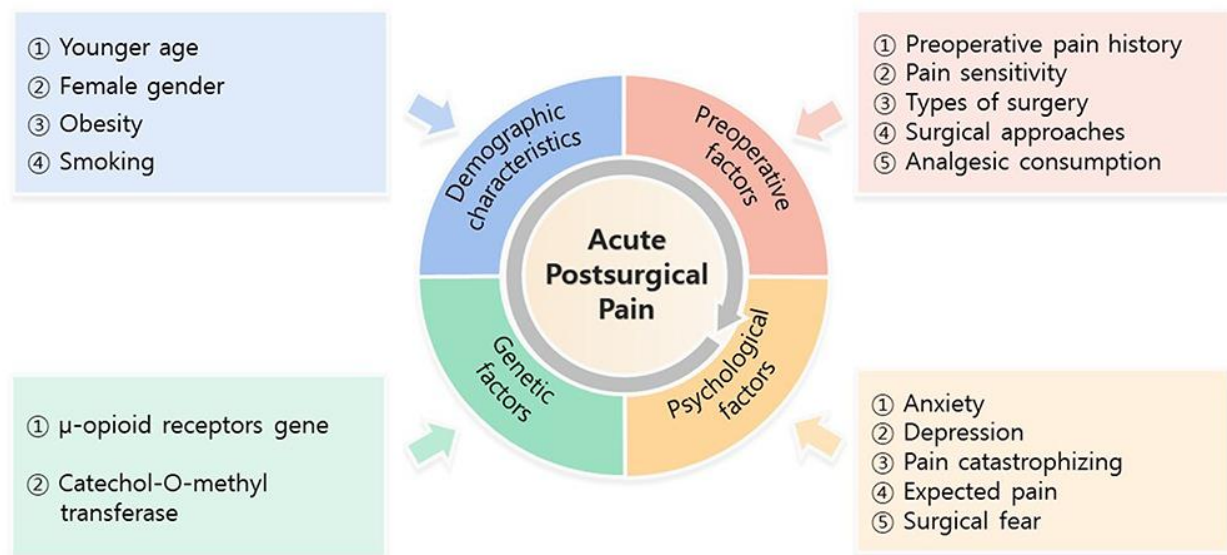 ① Younger age
② Female gender
③ Obesity
④ Smoking
① Preoperative pain history
② Pain sensitivity
③ Types of surgery
④ Surgical approaches
⑤ Analgesic consumption
Demographic
characteristics
Preoperative
factors
Acute
Postsurgical
Pain
Genetic
factors
Psychological
factors
① μ-opioid receptors gene
② Catechol-O-methyl
transferase
① Anxiety
② Depression
③ Pain catastrophizing
④ Expected pain
⑤ Surgical fear